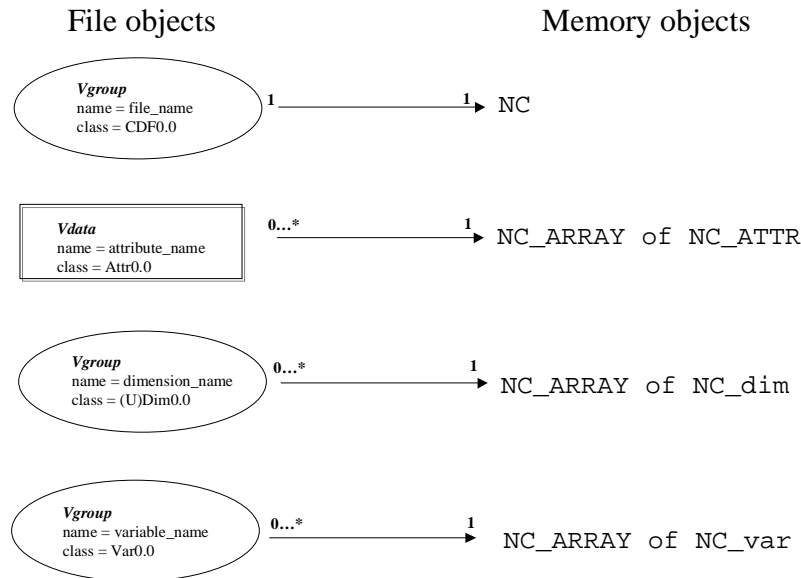 File objects
Memory objects
Vgroup
name = file_name
class = CDF0.0
1
1
NC
Vdata
name = attribute_name
class = Attr0.0
0...*
1
NC_ARRAY of NC_ATTR
Vgroup
name = dimension_name
class = (U)Dim0.0
0...*
1
NC_ARRAY of NC_dim
Vgroup
name = variable_name
class = Var0.0
0...*
1
NC_ARRAY of NC_var